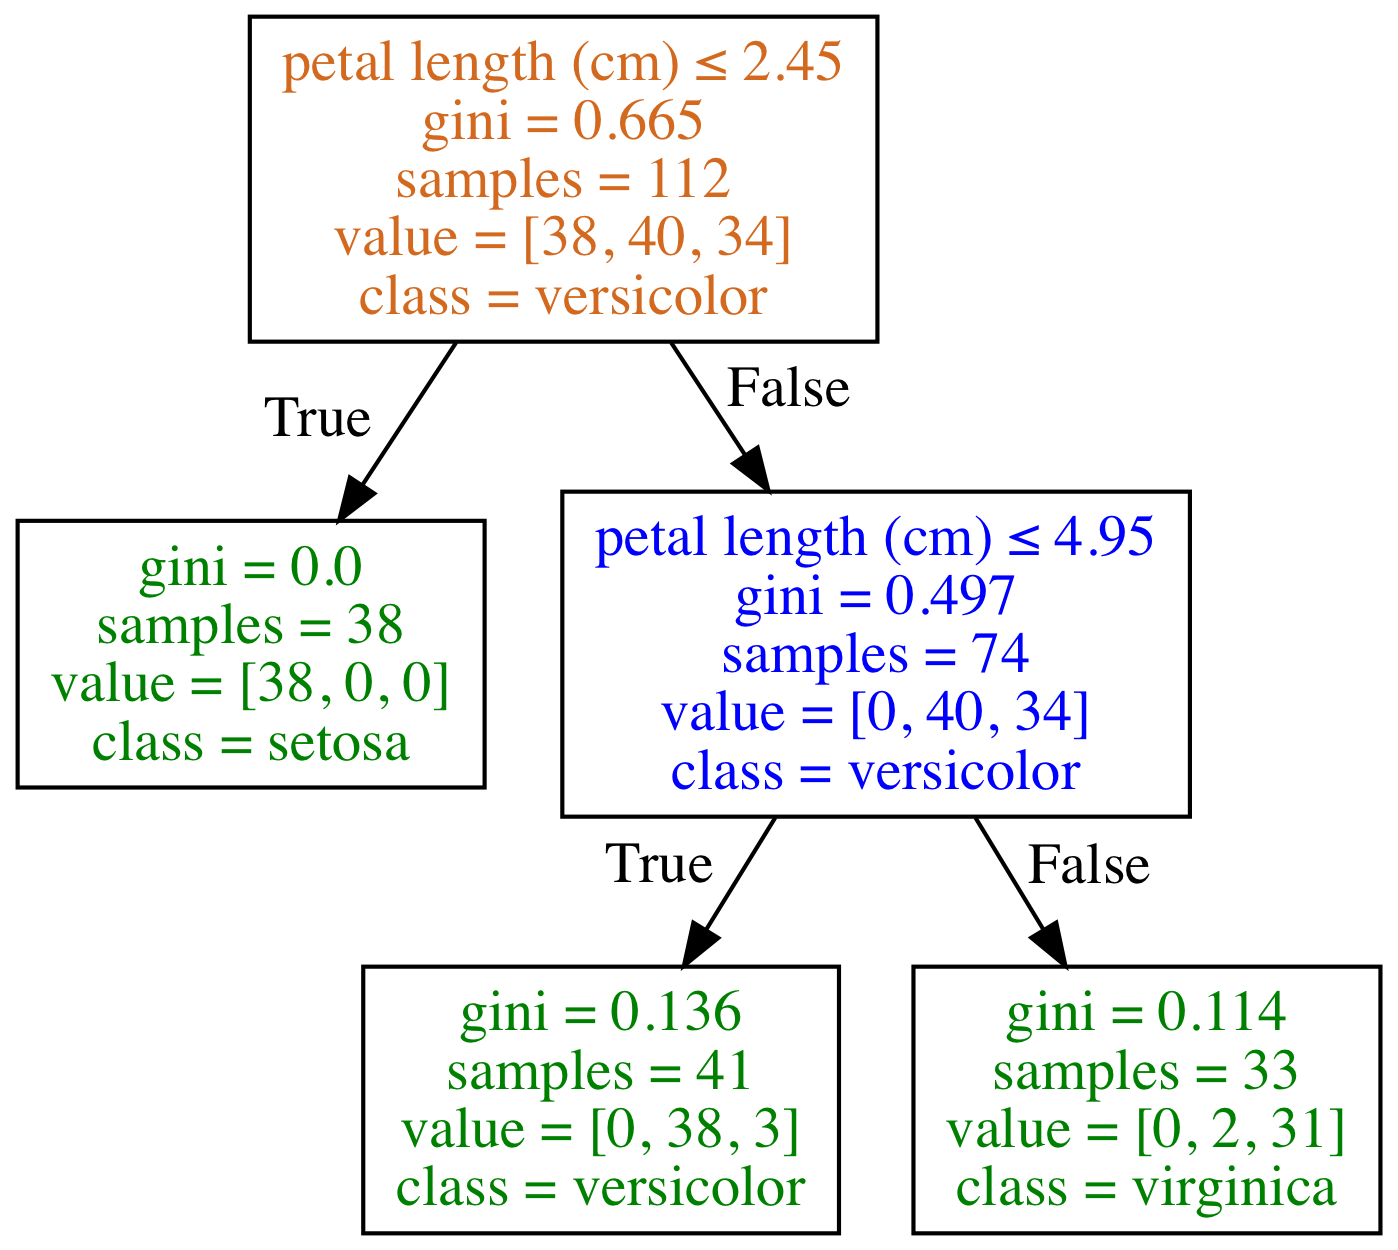 petal length (cm) ≤ 2.45
gini = 0.665
samples = 112
value = [38, 40, 34]
class = versicolor
True
False
gini = 0.0
samples = 38
value = [38, 0, 0]
class = setosa
petal length (cm) ≤ 4.95
gini = 0.497
samples = 74
value = [0, 40, 34]
class = versicolor
True
False
gini = 0.136
samples = 41
value = [0, 38, 3]
class = versicolor
gini = 0.114
samples = 33
value = [0, 2, 31]
class = virginica